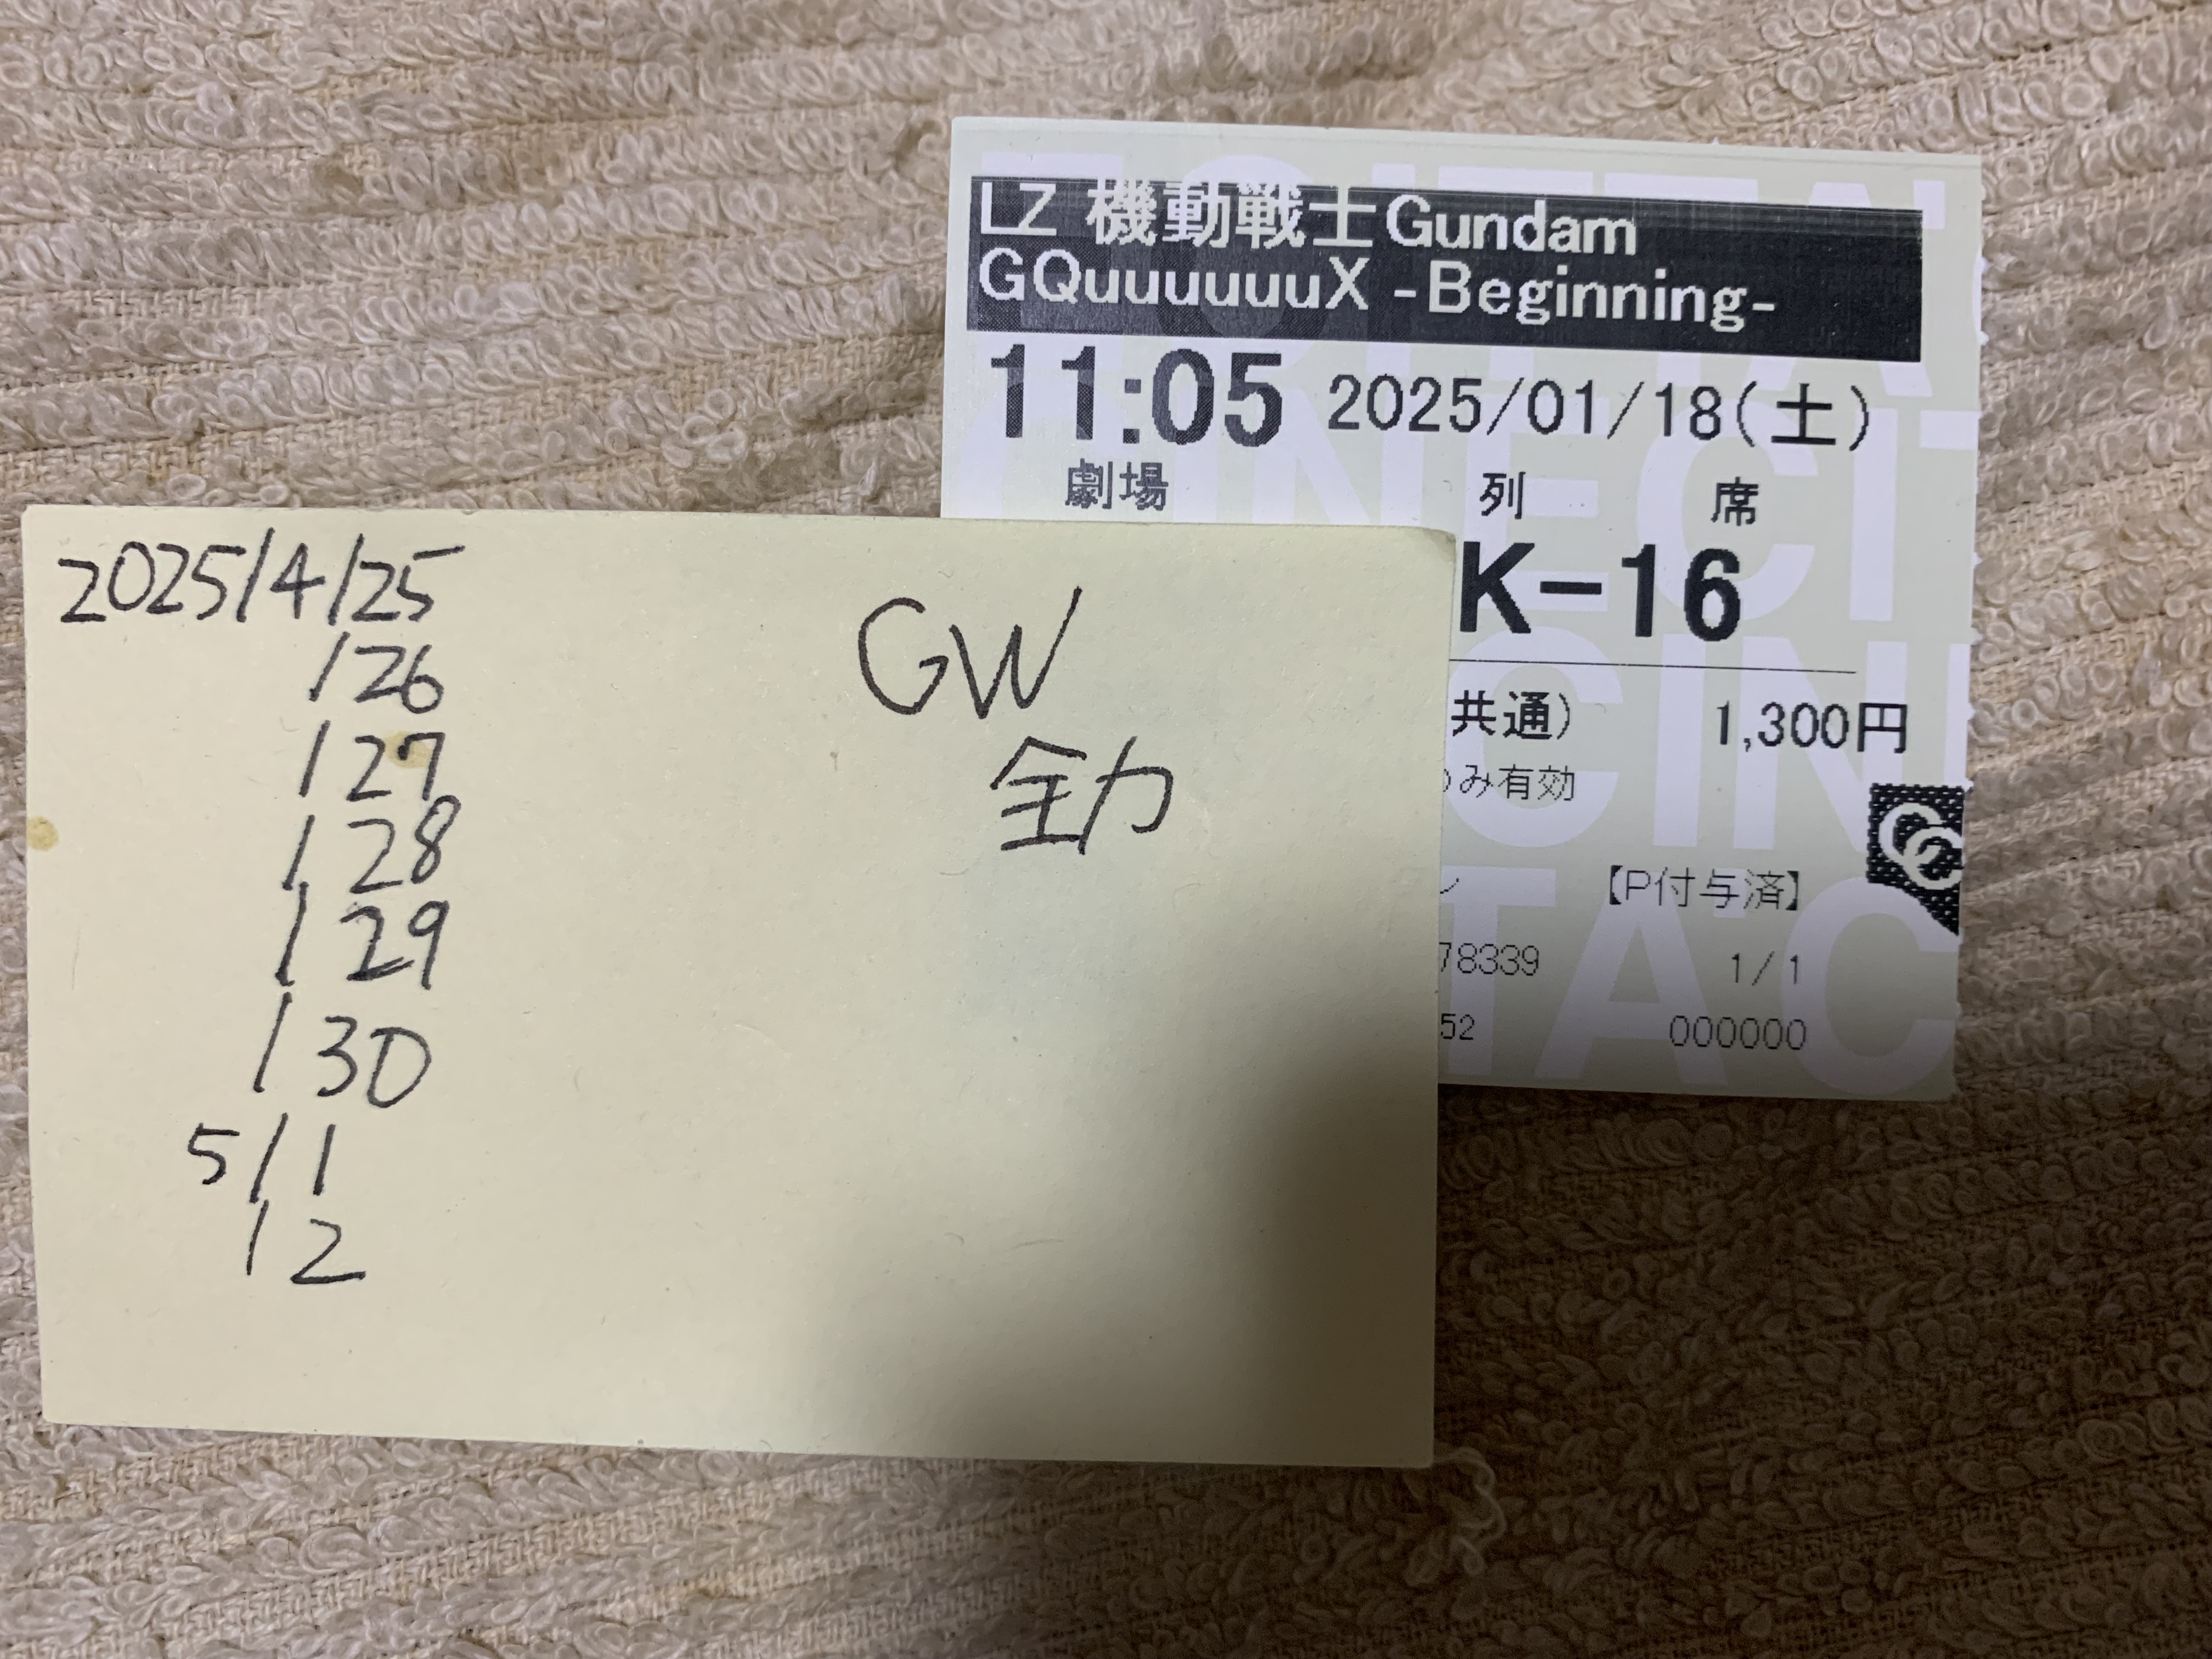 LZ 機動戦士Gundam
GQuuuuuuX -Beginning-
11:05 2025/01/18(土)
劇場 列 席
K-16
共通) 1,300円
のみ有効
【P付与済】
78339 1/1
52 000000
2025/4/25
/26
/27
/28
/29
/30
5/1
/2
GW
全力